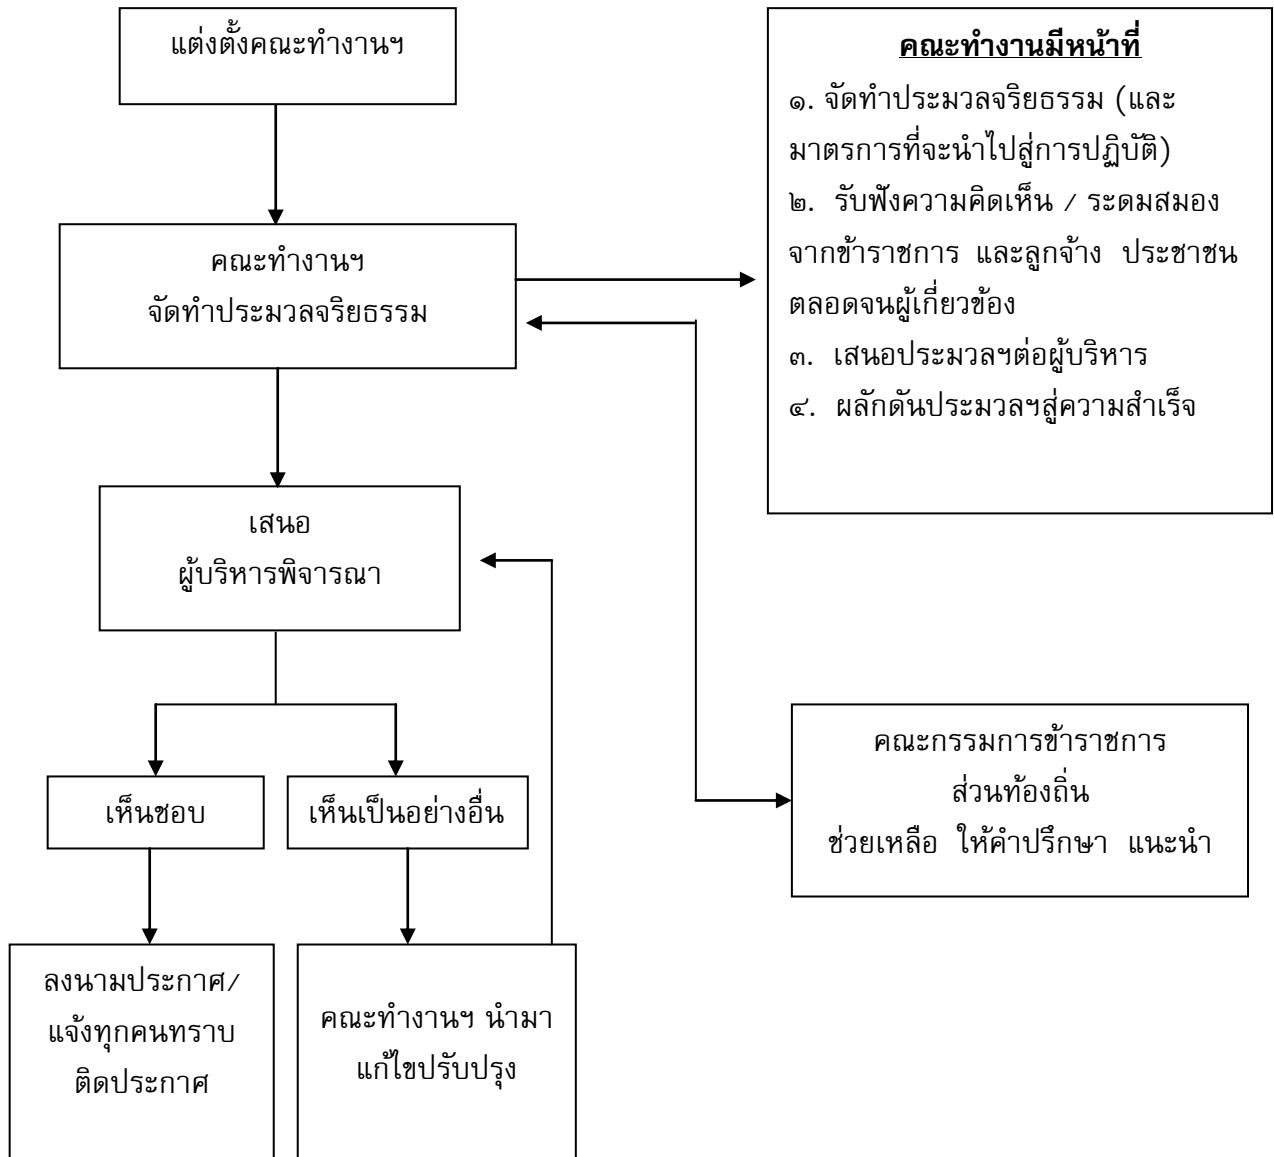 แต่งตั้งคณะทำงานฯ
คณะทำงานฯ
จัดทำประมวลจริยธรรม
คณะทำงานมีหน้าที่
๑. จัดทำประมวลจริยธรรม (และ
มาตรการที่จะนำไปสู่การปฏิบัติ)
๒. รับฟังความคิดเห็น / ระดมสมอง
จากข้าราชการ และลูกจ้าง ประชาชน
ตลอดจนผู้เกี่ยวข้อง
๓. เสนอประมวลฯต่อผู้บริหาร
๔. ผลักดันประมวลฯสู่ความสำเร็จ
เสนอ
ผู้บริหารพิจารณา
คณะกรรมการข้าราชการ
ส่วนท้องถิ่น
ช่วยเหลือ ให้คำปรึกษา แนะนำ
เห็นชอบ
เห็นเป็นอย่างอื่น
ลงนามประกาศ/
แจ้งทุกคนทราบ
ติดประกาศ
คณะทำงานฯ นำมา
แก้ไขปรับปรุง